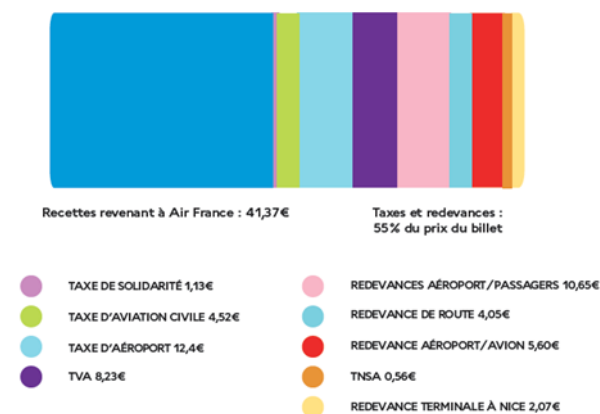 Recettes revenant à Air France : 41,37€
Taxes et redevances :
55% du prix du billet
TAXE DE SOLIDARITÉ 1,13€
TAXE D'AVIATION CIVILE 4,52€
TAXE D'AÉROPORT 12,4€
TVA 8,23€
REDEVANCES AÉROPORT/PASSAGERS 10,65€
REDEVANCE DE ROUTE 4,05€
REDEVANCE AÉROPORT/AVION 5,60€
TNSA 0,56€
REDEVANCE TERMINALE À NICE 2,07€